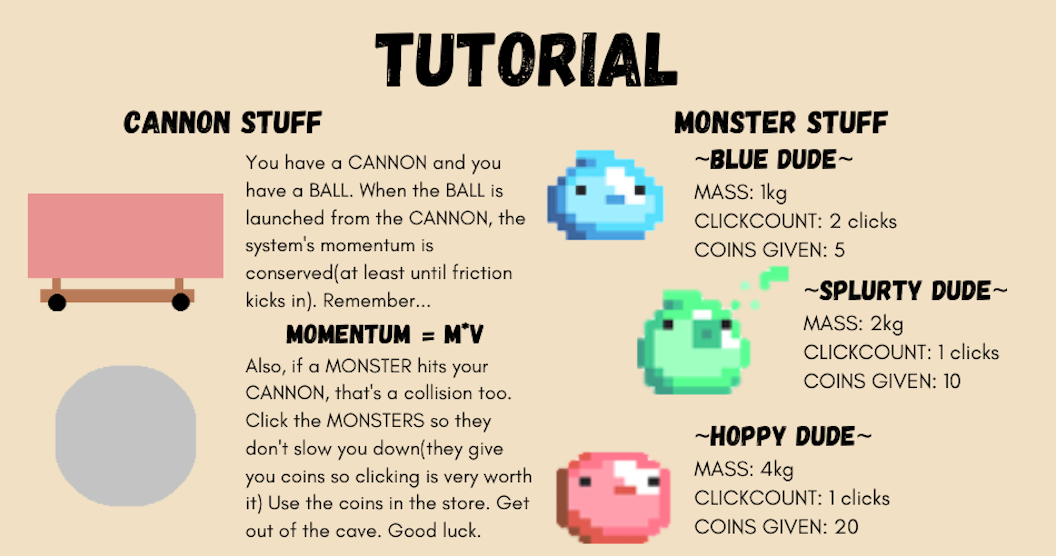 TUTORIAL
CANNON STUFF
You have a CANNON and you
have a BALL. When the BALL is
launched from the CANNON, the
system's momentum is
conserved(at least until friction
kicks in). Remember...
MOMENTUM = M*V
Also, if a MONSTER hits your
CANNON, that's a collision too.
Click the MONSTERS so they
don't slow you down(they give
you coins so clicking is very worth
it) Use the coins in the store. Get
out of the cave. Good luck.
MONSTER STUFF
~BLUE DUDE~
MASS: 1kg
CLICKCOUNT: 2 clicks
COINS GIVEN: 5
~SPLURTY DUDE~
MASS: 2kg
CLICKCOUNT: 1 clicks
COINS GIVEN: 10
~HOPPY DUDE~
MASS: 4kg
CLICKCOUNT: 1 clicks
COINS GIVEN: 20